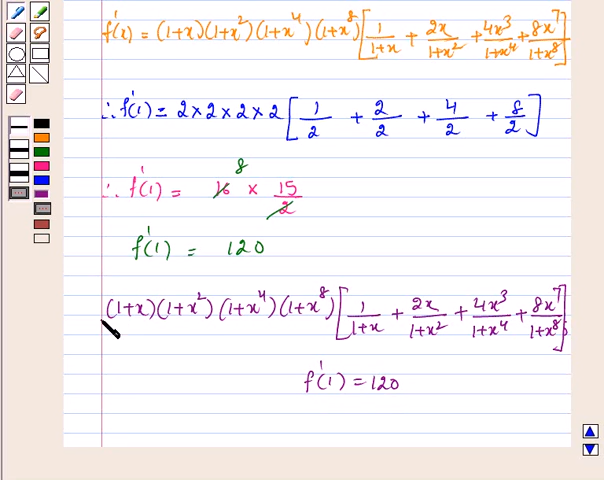 f'(x) = (1+x)(1+x²)(1+x⁴)(1+x⁸)[1/1+x + 2x/1+x² + 4x³/1+x⁴ + 8x⁷/1+x⁸]
∴ f'(1) = 2×2×2×2[1/2 + 2/2 + 4/2 + 8/2]
8
∴ f'(1) = 16 × 15/2
f'(1) = 120
(1+x)(1+x²)(1+x⁴)(1+x⁸)[1/1+x + 2x/1+x² + 4x³/1+x⁴ + 8x⁷/1+x⁸],
f'(1) = 120